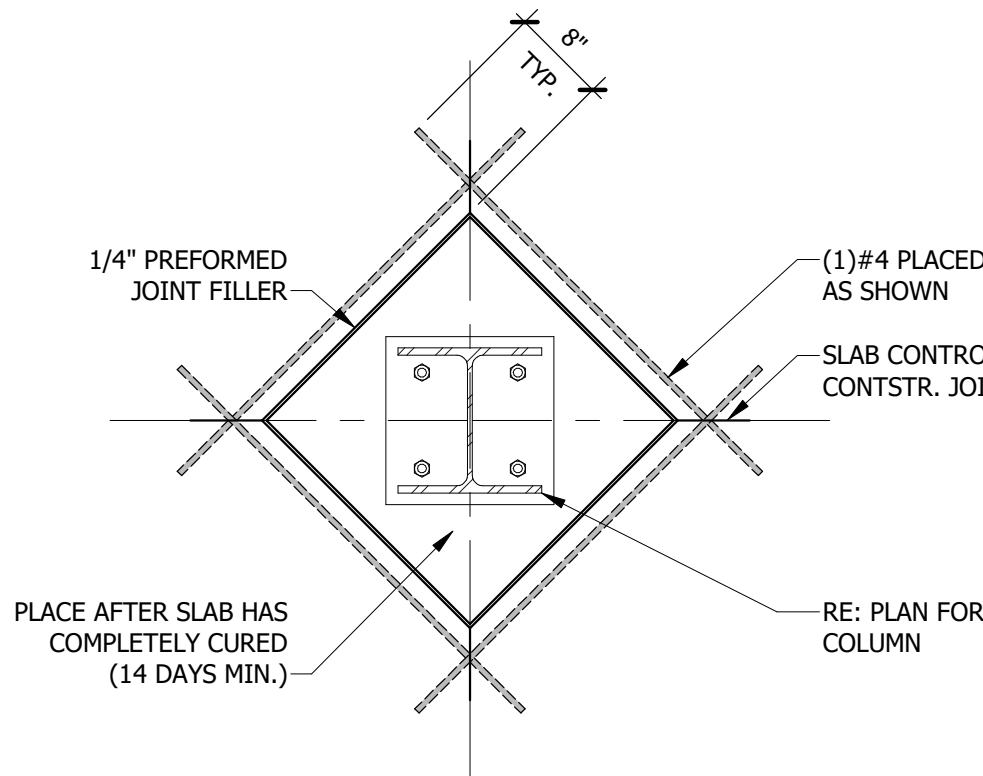 8"
TYP.
1/4" PREFORMED
JOINT FILLER
(1)#4 PLACED
AS SHOWN
SLAB CONTRO
CONTSTR. JOI
PLACE AFTER SLAB HAS
COMPLETELY CURED
(14 DAYS MIN.)
RE: PLAN FOR
COLUMN